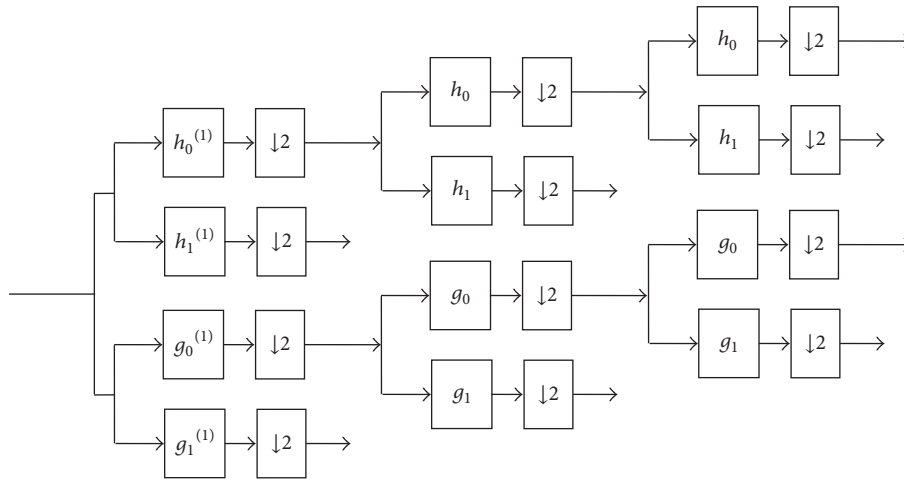 h₀ ↓2
h₀ ↓2
h₀⁽¹⁾ ↓2
h₁ ↓2
h₁ ↓2
h₁⁽¹⁾ ↓2
g₀ ↓2
g₀ ↓2
g₀⁽¹⁾ ↓2
g₁ ↓2
g₁ ↓2
g₁⁽¹⁾ ↓2